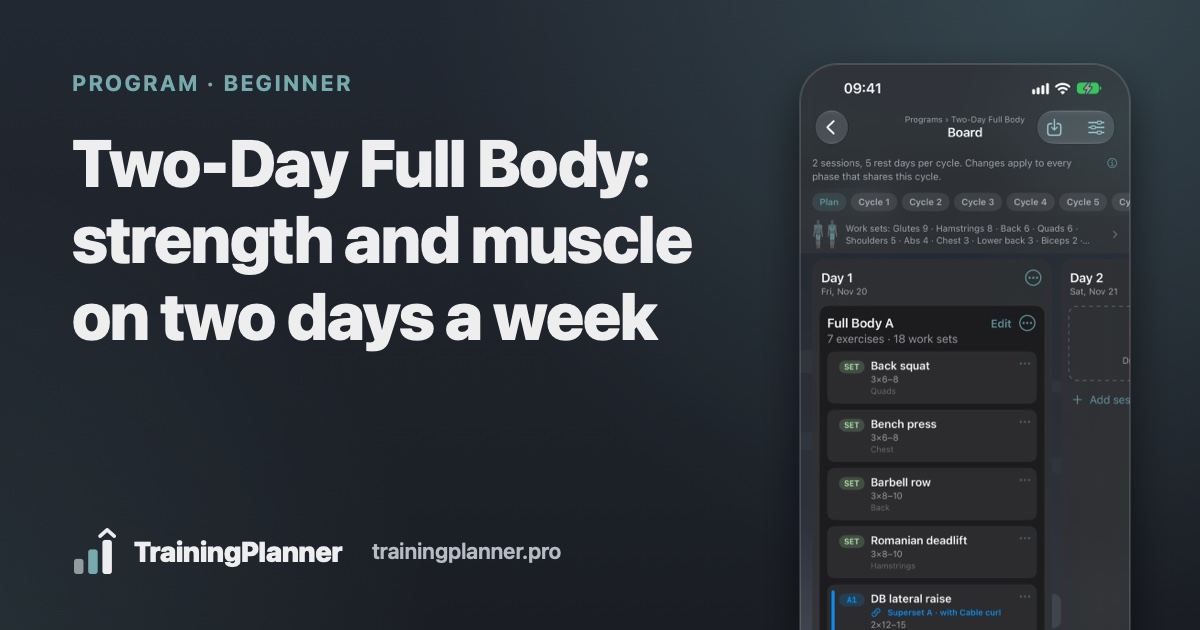 PROGRAM · BEGINNER
Two-Day Full Body:
strength and muscle
on two days a week
TrainingPlanner
trainingplanner.pro
09:41
Programs › Two-Day Full Body
Board
2 sessions, 5 rest days per cycle. Changes apply to every
phase that shares this cycle.
Plan
Cycle 1
Cycle 2
Cycle 3
Cycle 4
Cycle 5
Cy
Work sets: Glutes 9 · Hamstrings 8 · Back 6 · Quads 6 ·
Shoulders 5 · Abs 4 · Chest 3 · Lower back 3 · Biceps 2 ·...
Day 1
Fri, Nov 20
Full Body A
Edit
7 exercises · 18 work sets
SET
Back squat
3×6–8
Quads
SET
Bench press
3×6–8
Chest
SET
Barbell row
3×8–10
Back
SET
Romanian deadlift
3×8–10
Hamstrings
A1
DB lateral raise
Superset A · with Cable curl
2×12–15
Day 2
Sat, Nov 21
+ Add ses